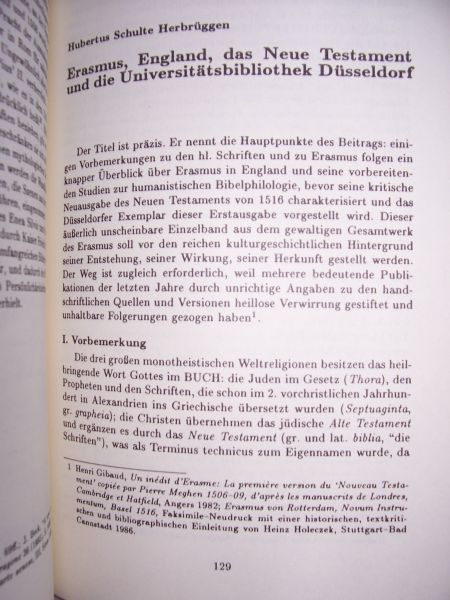 Hubertus Schulte Herbrüggen
Erasmus, England, das Neue Testament
und die Universitätsbibliothek Düsseldorf
Der Titel ist präzis. Er nennt die Hauptpunkte des Beitrags: eini-
gen Vorbemerkungen zu den hl. Schriften und zu Erasmus folgen ein
knapper Überblick über Erasmus in England und seine vorbereiten-
den Studien zur humanistischen Bibelphilologie, bevor seine kritische
Neuausgabe des Neuen Testaments von 1516 charakterisiert und das
Düsseldorfer Exemplar dieser Erstausgabe vorgestellt wird. Dieser
äußerlich unscheinbare Einzelband aus dem gewaltigen Gesamtwerk
des Erasmus soll vor den reichen kulturgeschichtlichen Hintergrund
seiner Entstehung, seiner Wirkung, seiner Herkunft gestellt werden.
Der Weg ist zugleich erforderlich, weil mehrere bedeutende Publi-
kationen der letzten Jahre durch unrichtige Angaben zu den hand-
schriftlichen Quellen und Versionen heillose Verwirrung gestiftet und
unhaltbare Folgerungen gezogen haben¹.
I. Vorbemerkung
Die drei großen monotheistischen Weltreligionen besitzen das heil-
bringende Wort Gottes im BUCH: die Juden im Gesetz (Thora), den
Propheten und den Schriften, die schon im 2. vorchristlichen Jahrhun-
dert in Alexandrien ins Griechische übersetzt wurden (Septuaginta,
gr. grapheia); die Christen übernehmen das jüdische Alte Testament
und ergänzen es durch das Neue Testament (gr. und lat. biblia, “die
Schriften”), was als Terminus technicus zum Eigennamen wurde, da
1 Henri Gibaud, Un inédit d'Erasme: La première version du 'Nouveau Testa-
ment' copiée par Pierre Meghen 1506–09, d'après les manuscrits de Londres,
Cambridge et Hatfield, Angers 1982; Erasmus von Rotterdam, Novum Instru-
mentum, Basel 1516, Faksimile-Neudruck mit einer historischen, textkriti-
schen und bibliographischen Einleitung von Heinz Holeczek, Stuttgart–Bad
Cannstadt 1986.
129